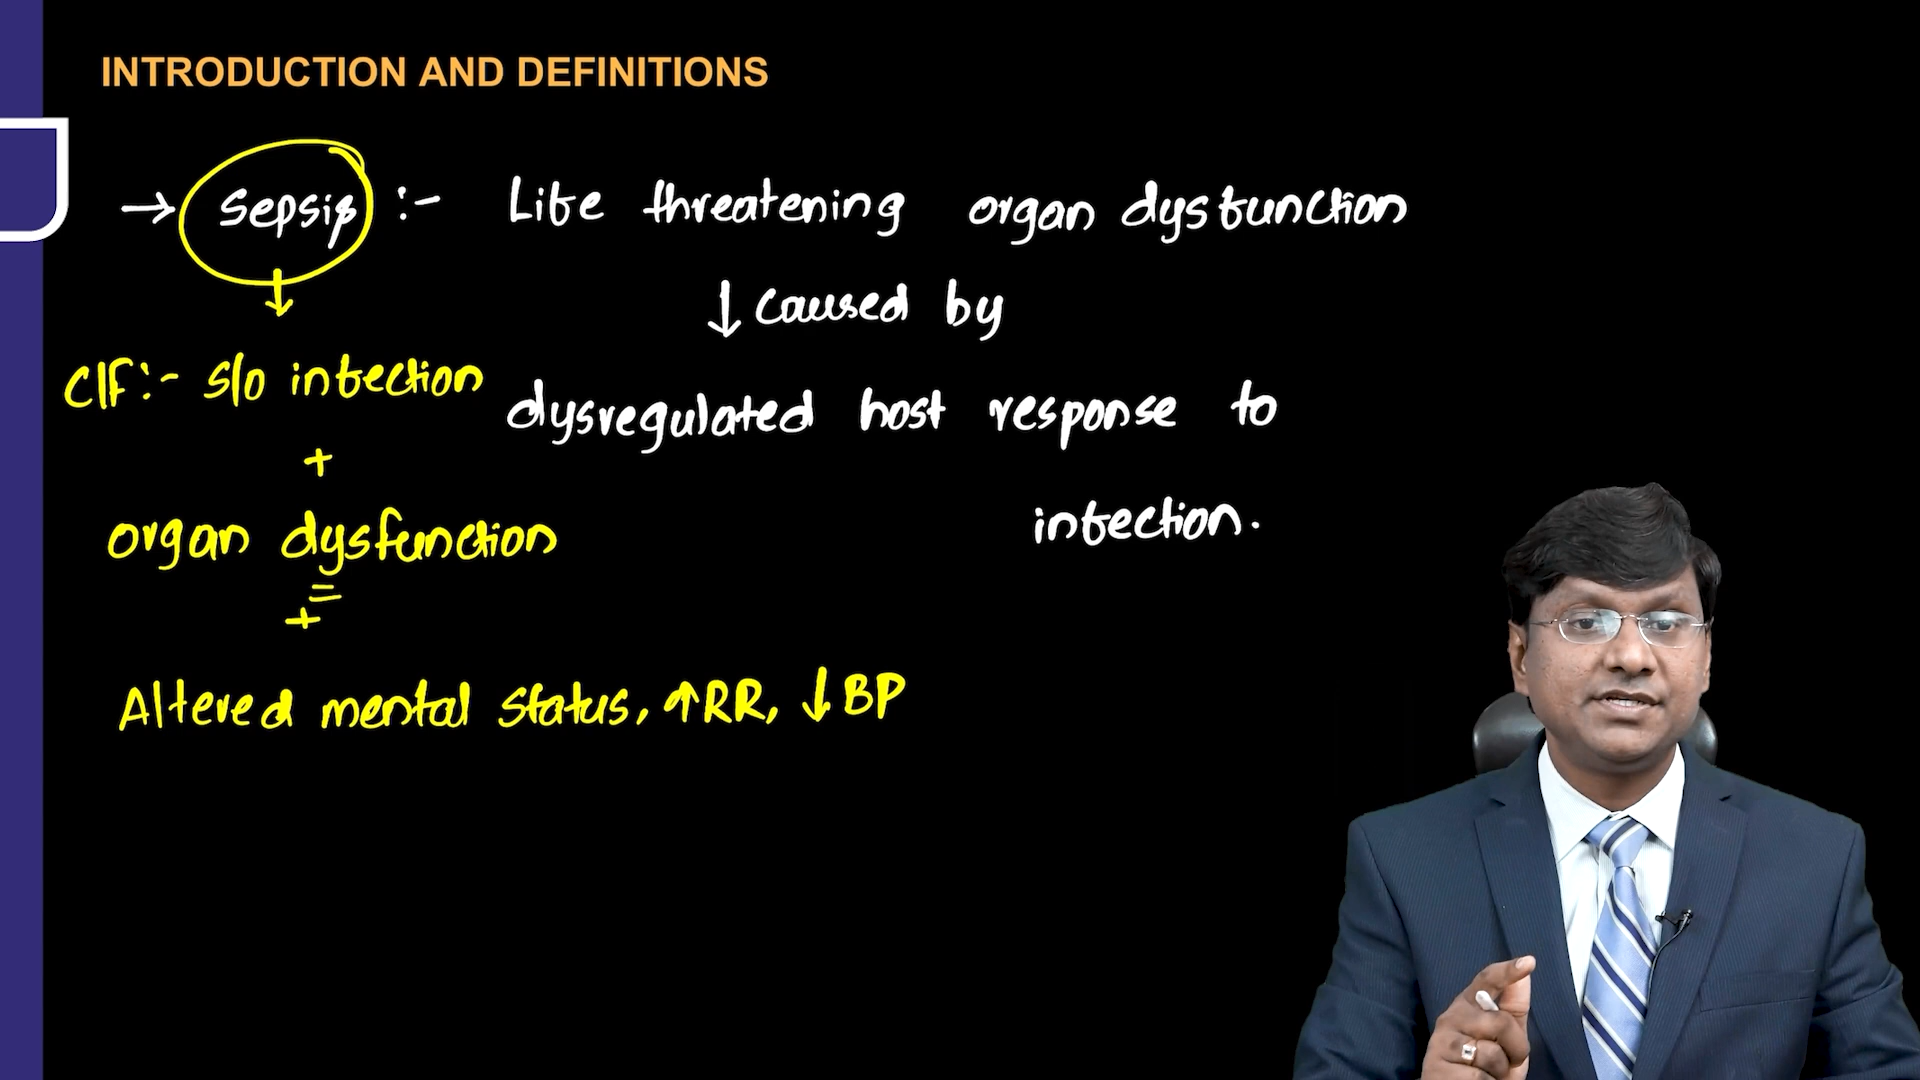 INTRODUCTION AND DEFINITIONS
→ Sepsis :- Life threatening organ dysfunction
↓ caused by
C/F:- S/o infection
dysregulated host response to
+
infection.
organ dysfunction
+
Altered mental status, ↑RR, ↓BP